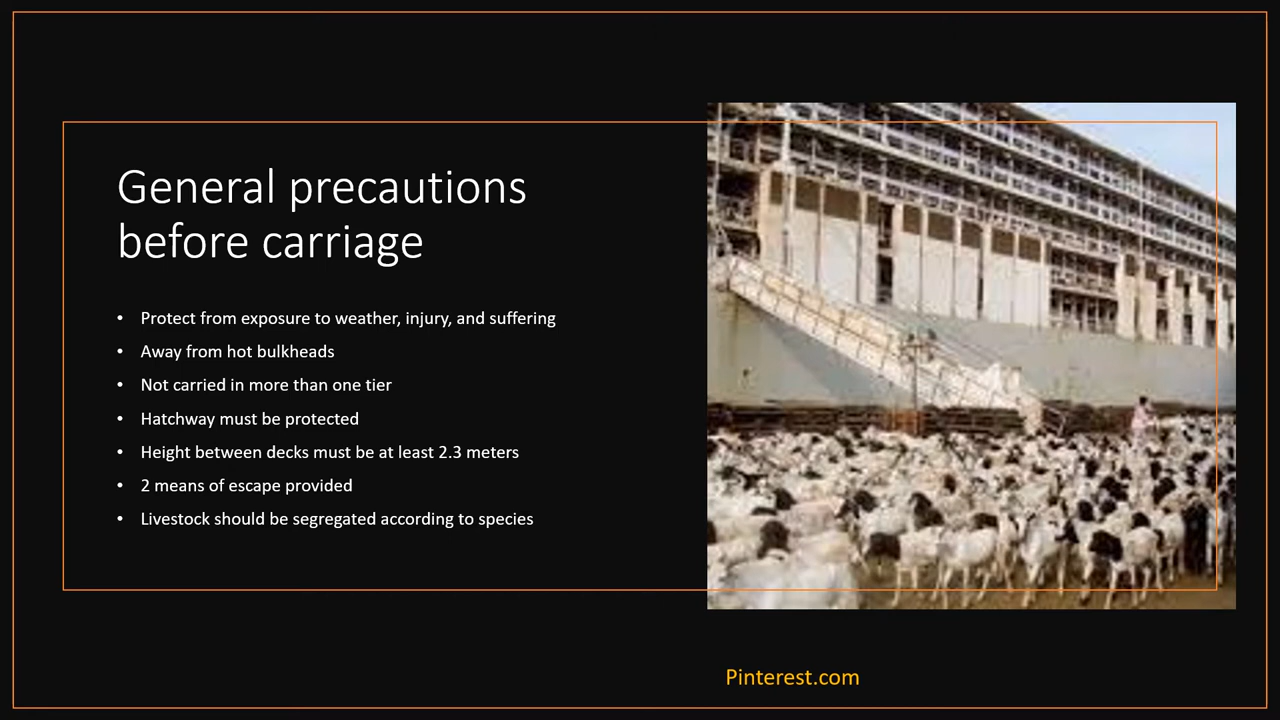 General precautions
before carriage
• Protect from exposure to weather, injury, and suffering
• Away from hot bulkheads
• Not carried in more than one tier
• Hatchway must be protected
• Height between decks must be at least 2.3 meters
• 2 means of escape provided
• Livestock should be segregated according to species
Pinterest.com